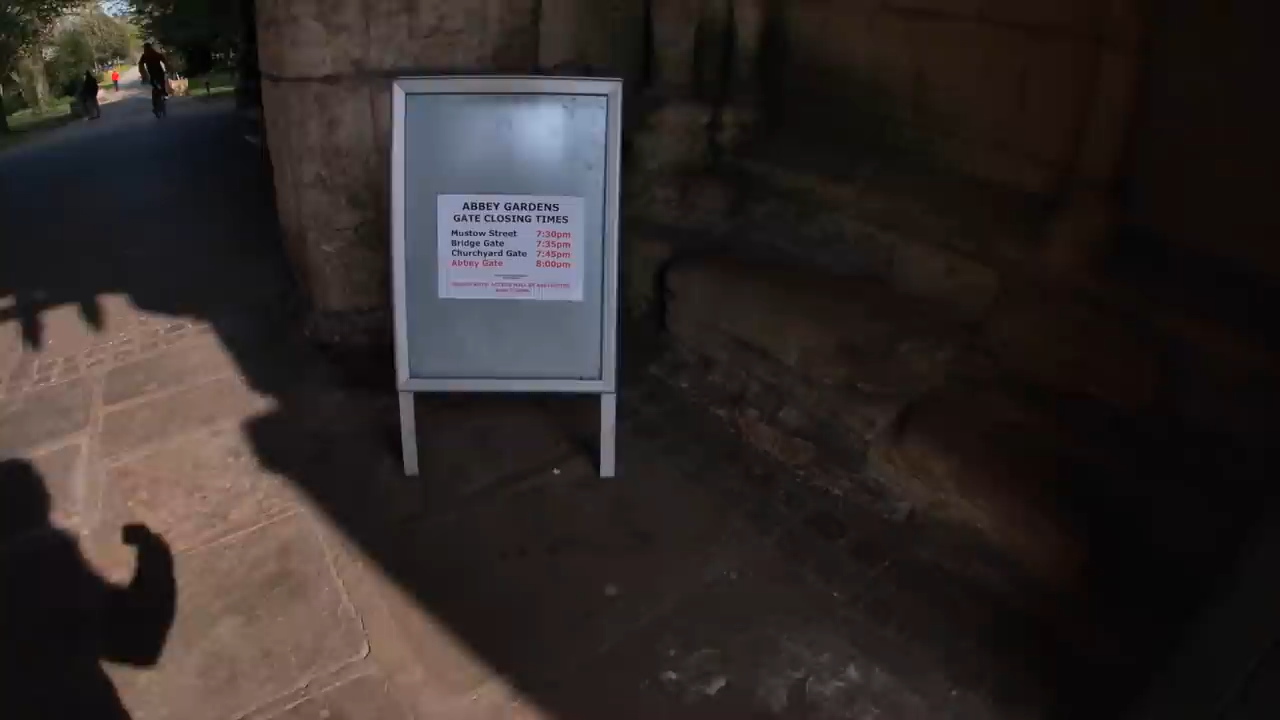 ABBEY GARDENS
GATE CLOSING TIMES
Mustow Street 7:30pm
Bridge Gate 7:35pm
Churchyard Gate 7:45pm
Abbey Gate 8:00pm